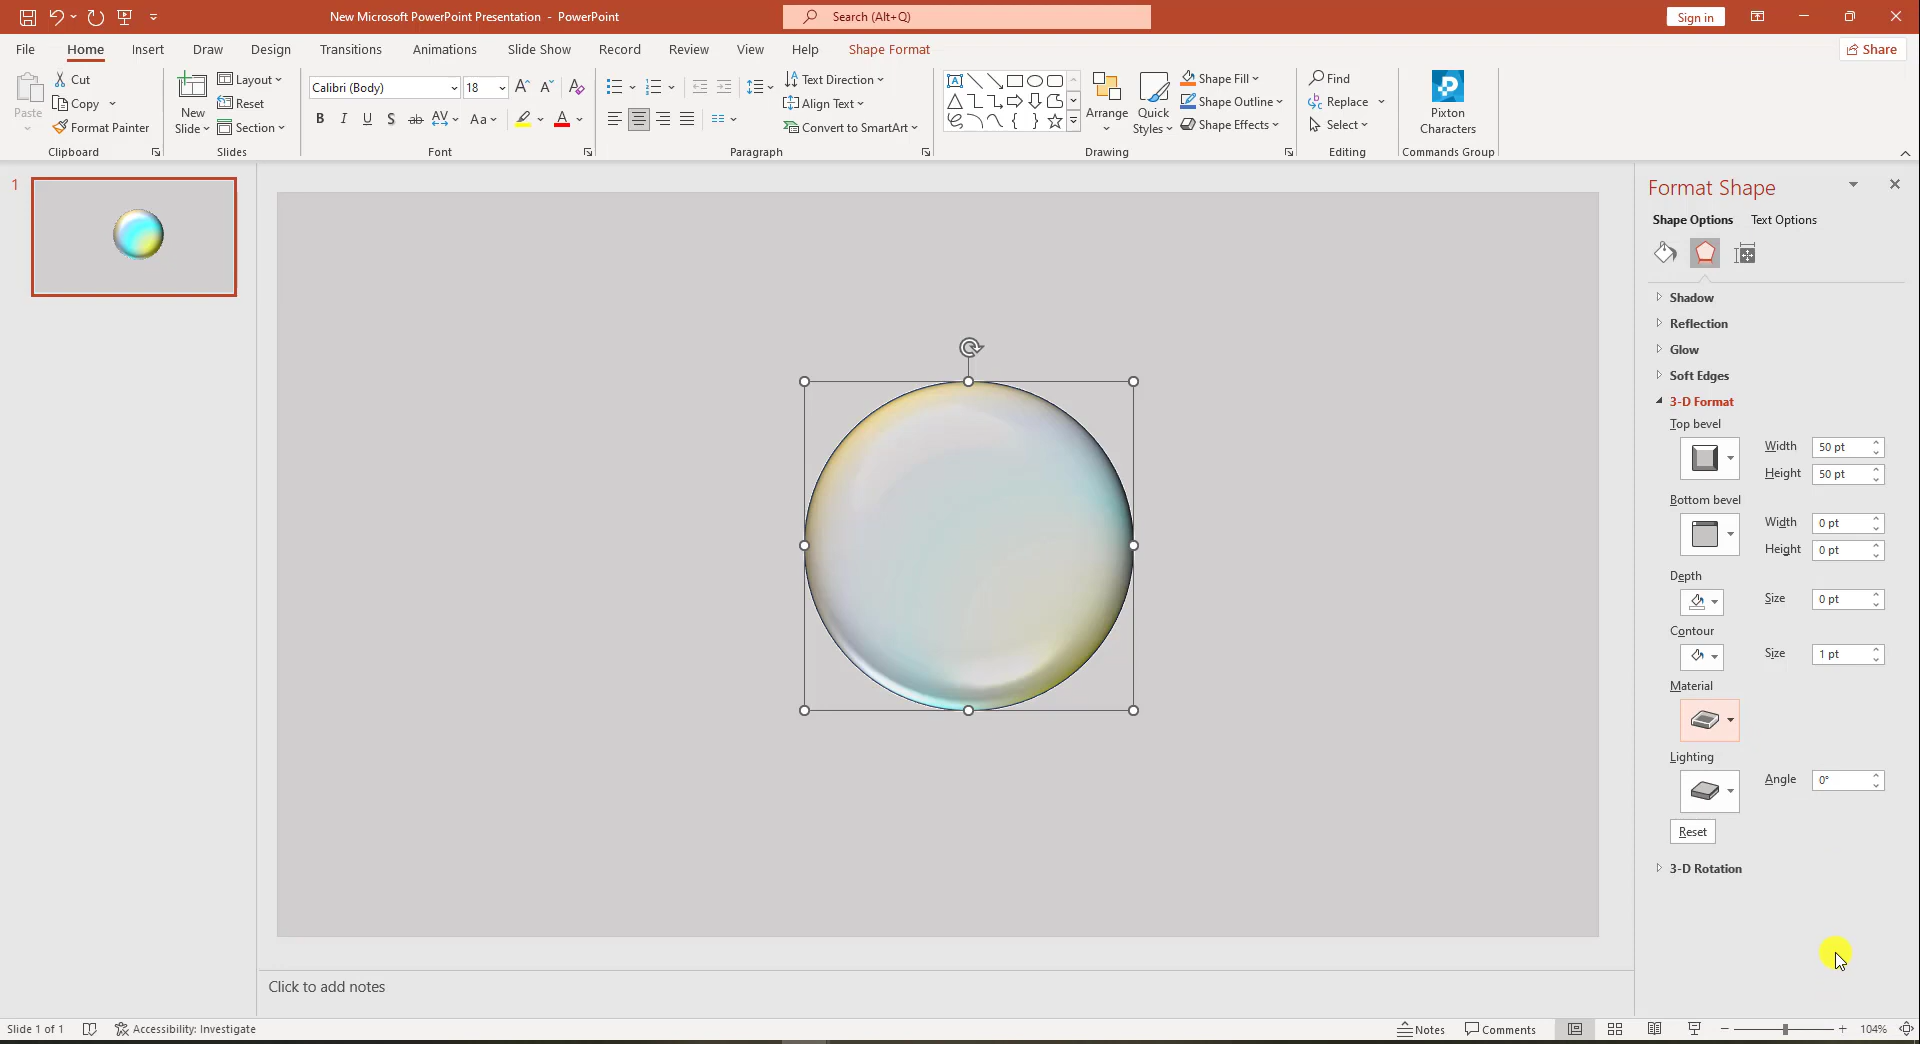 New Microsoft PowerPoint Presentation - PowerPoint
Search (Alt+Q)
Sign in
File Home Insert Draw Design Transitions Animations Slide Show Record Review View Help Shape Format
Share
Paste
Cut
Copy
Format Painter
Clipboard
New
Slide
Layout
Reset
Section
Slides
Calibri (Body) 18
B I U S ab AV Aa A
Font
Text Direction
Align Text
Convert to SmartArt
Paragraph
Arrange
Quick
Styles
Shape Fill
Shape Outline
Shape Effects
Drawing
Find
Replace
Select
Editing
Pixton
Characters
Commands Group
1
Format Shape
Shape Options Text Options
Shadow
Reflection
Glow
Soft Edges
3-D Format
Top bevel
Width 50 pt
Height 50 pt
Bottom bevel
Width 0 pt
Height 0 pt
Depth
Size 0 pt
Contour
Size 1 pt
Material
Lighting
Angle 0°
Reset
3-D Rotation
Click to add notes
Slide 1 of 1 Accessibility: Investigate Notes Comments 104%